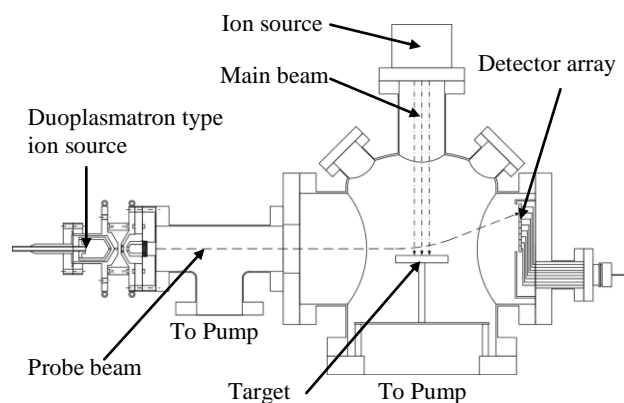 Ion source
Main beam
Detector array
Duoplasmatron type
ion source
To Pump
Probe beam
Target
To Pump